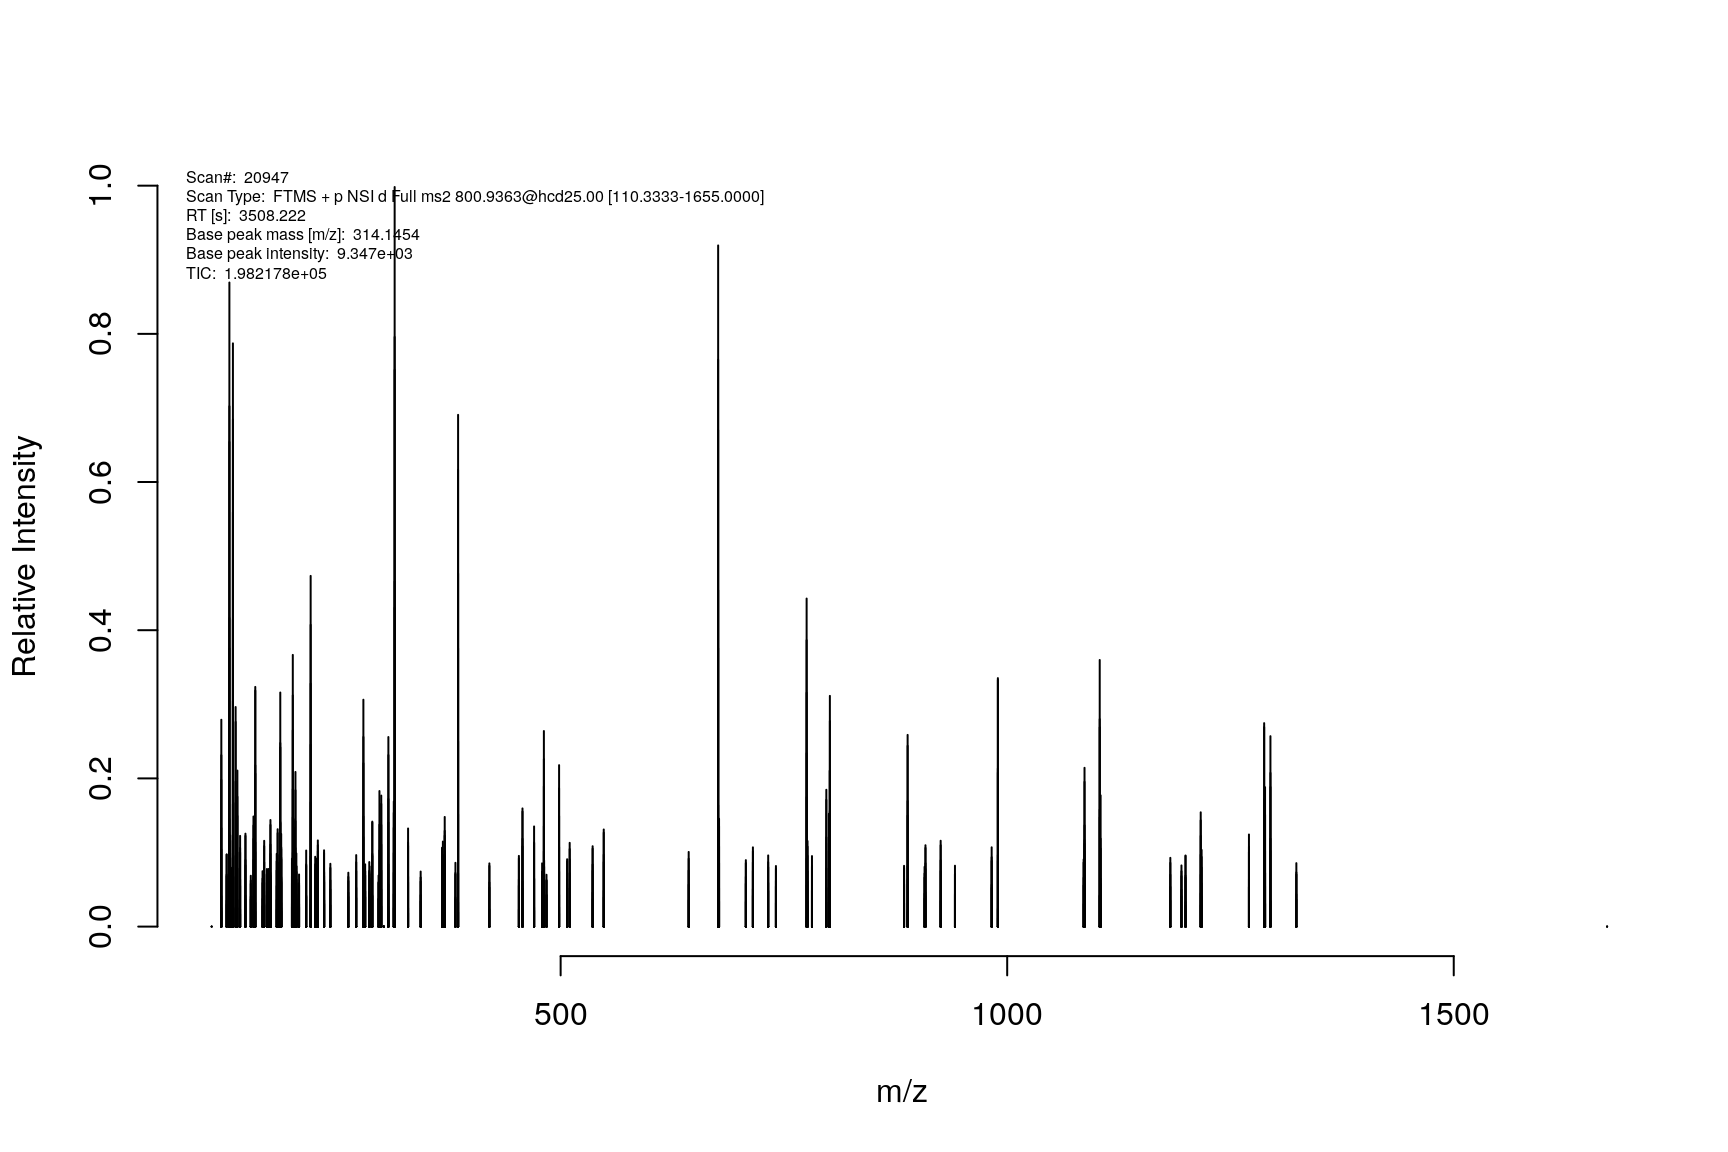 Scan#: 20947
Scan Type: FTMS + p NSI d Full ms2 800.9363@hcd25.00 [110.3333-1655.0000]
RT [s]: 3508.222
Base peak mass [m/z]: 314.1454
Base peak intensity: 9.347e+03
TIC: 1.982178e+05
1.0
0.8
0.6
0.4
0.2
0.0
Relative Intensity
500 1000 1500
m/z